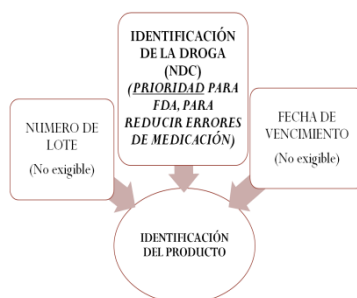 IDENTIFICACIÓN
DE LA DROGA
(NDC)
(PRIORIDAD PARA
FDA, PARA
REDUCIR ERRORES
DE MEDICACIÓN)
NUMERO DE
LOTE
(No exigible)
FECHA DE
VENCIMIENTO
(No exigible)
IDENTIFICACIÓN
DEL PRODUCTO